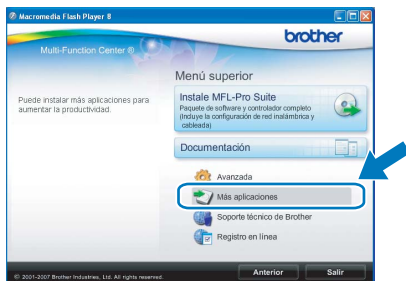 Macromedia Flash Player 8
brother
Multi-Function Center ®
Menú superior
Puede instalar más aplicaciones para
aumentar la productividad.
Instale MFL-Pro Suite
Paquete de software y controlador completo
(Incluye la configuración de red inalámbrica y
cableada)
Documentación
Avanzada
Más aplicaciones
Soporte técnico de Brother
Registro en línea
© 2001-2007 Brother Industries, Ltd. All rights reserved.
Anterior
Salir